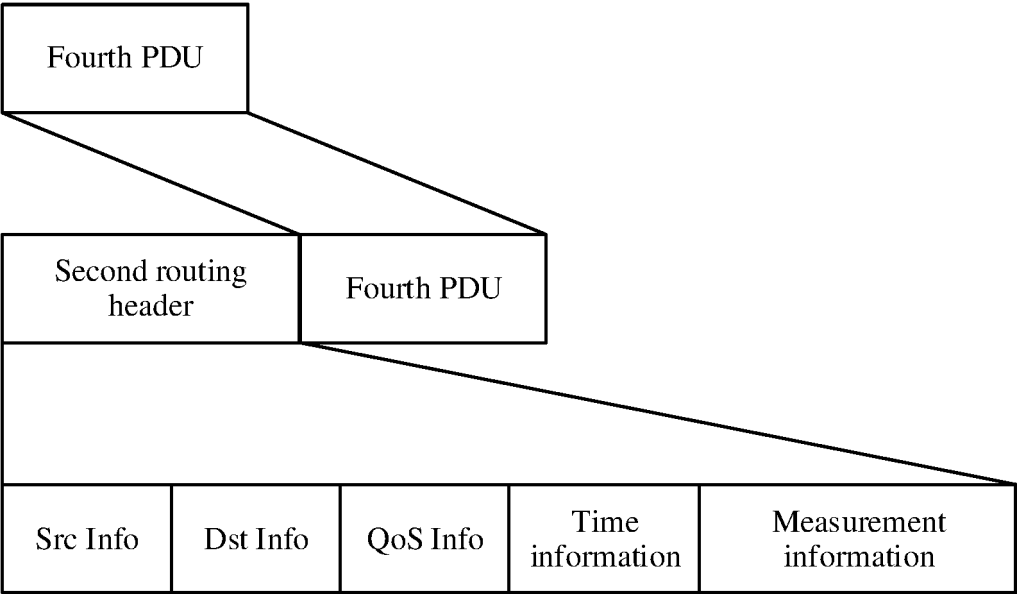 Fourth PDU
Second routing
header
Fourth PDU
Src Info
Dst Info
QoS Info
Time
information
Measurement
information